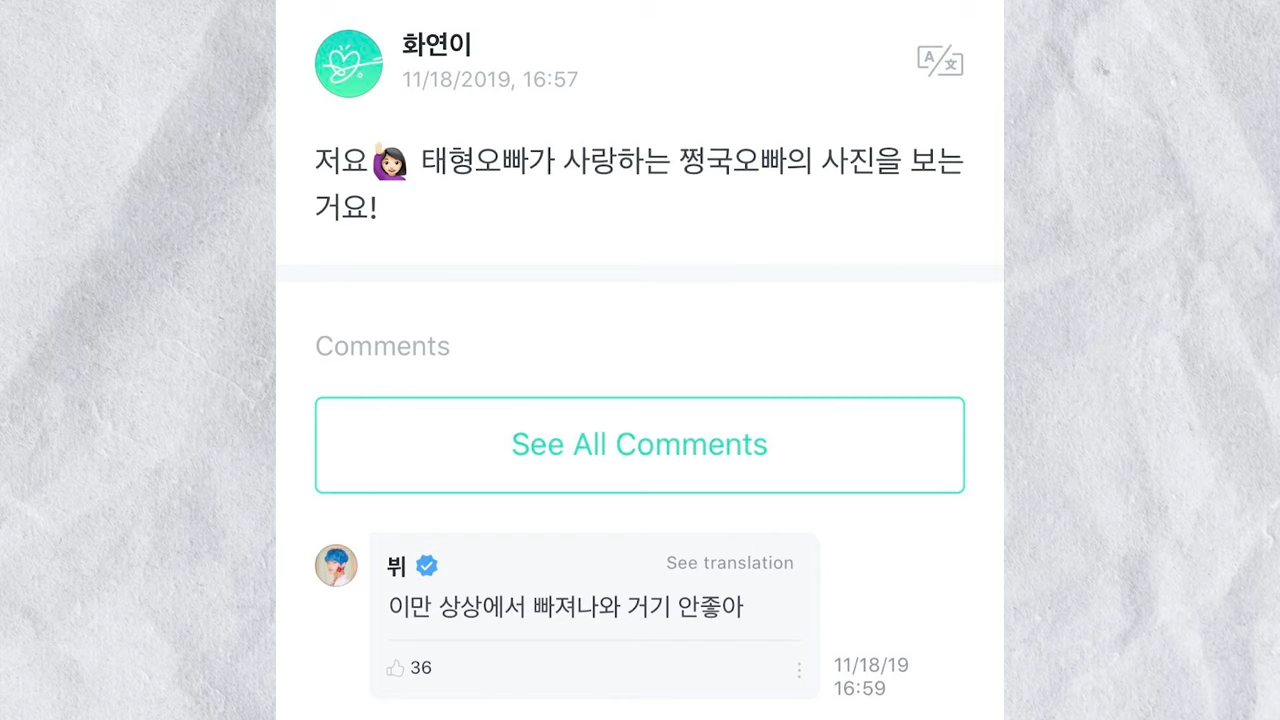 화연이
11/18/2019, 16:57
A
文
저요🙋🏻‍♀️ 태형오빠가 사랑하는 쩡국오빠의 사진을 보는
거요!
Comments
See All Comments
뷔
See translation
이만 상상에서 빠져나와 거기 안좋아
36
11/18/19
16:59